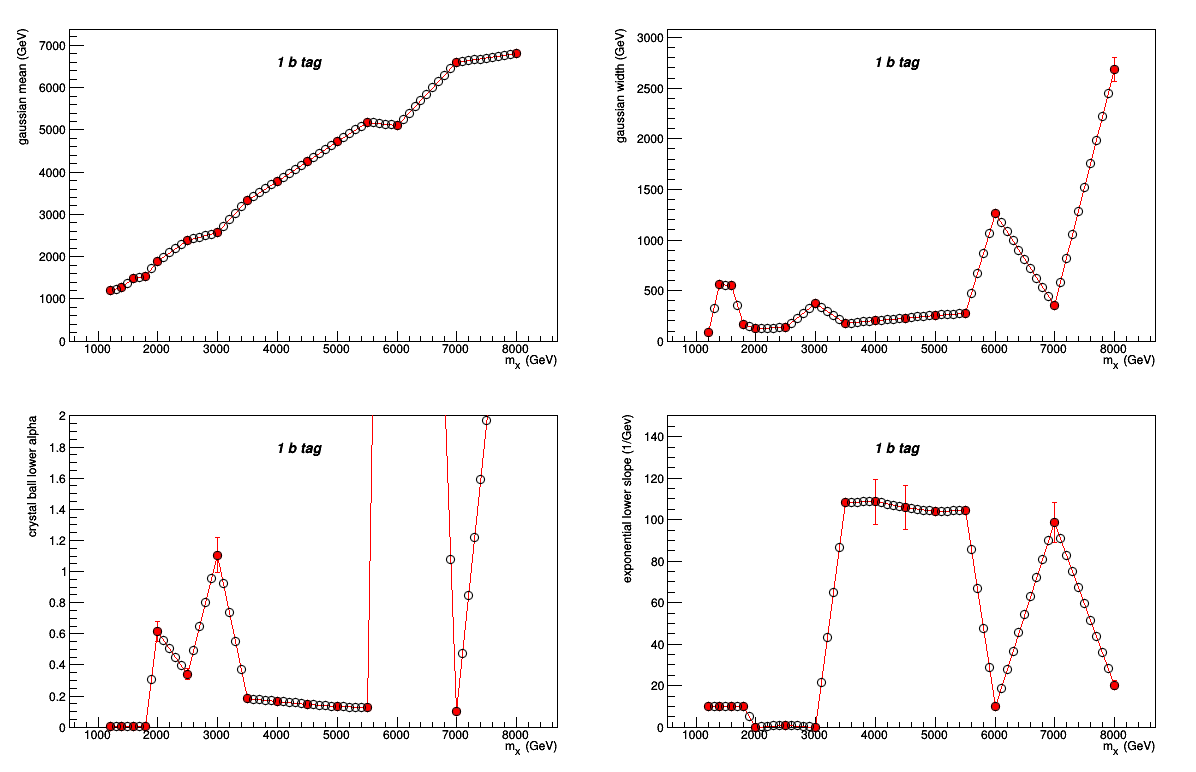 gaussian mean (GeV)
7000
6000
5000
4000
3000
2000
1000
0
1 b tag
1000 2000 3000 4000 5000 6000 7000 8000
m_x (GeV)
gaussian width (GeV)
3000
2500
2000
1500
1000
500
0
1 b tag
1000 2000 3000 4000 5000 6000 7000 8000
m_x (GeV)
crystal ball lower alpha
2
1.8
1.6
1.4
1.2
1
0.8
0.6
0.4
0.2
0
1 b tag
1000 2000 3000 4000 5000 6000 7000 8000
m_x (GeV)
exponential lower slope (1/Gev)
140
120
100
80
60
40
20
0
1 b tag
1000 2000 3000 4000 5000 6000 7000 8000
m_x (GeV)